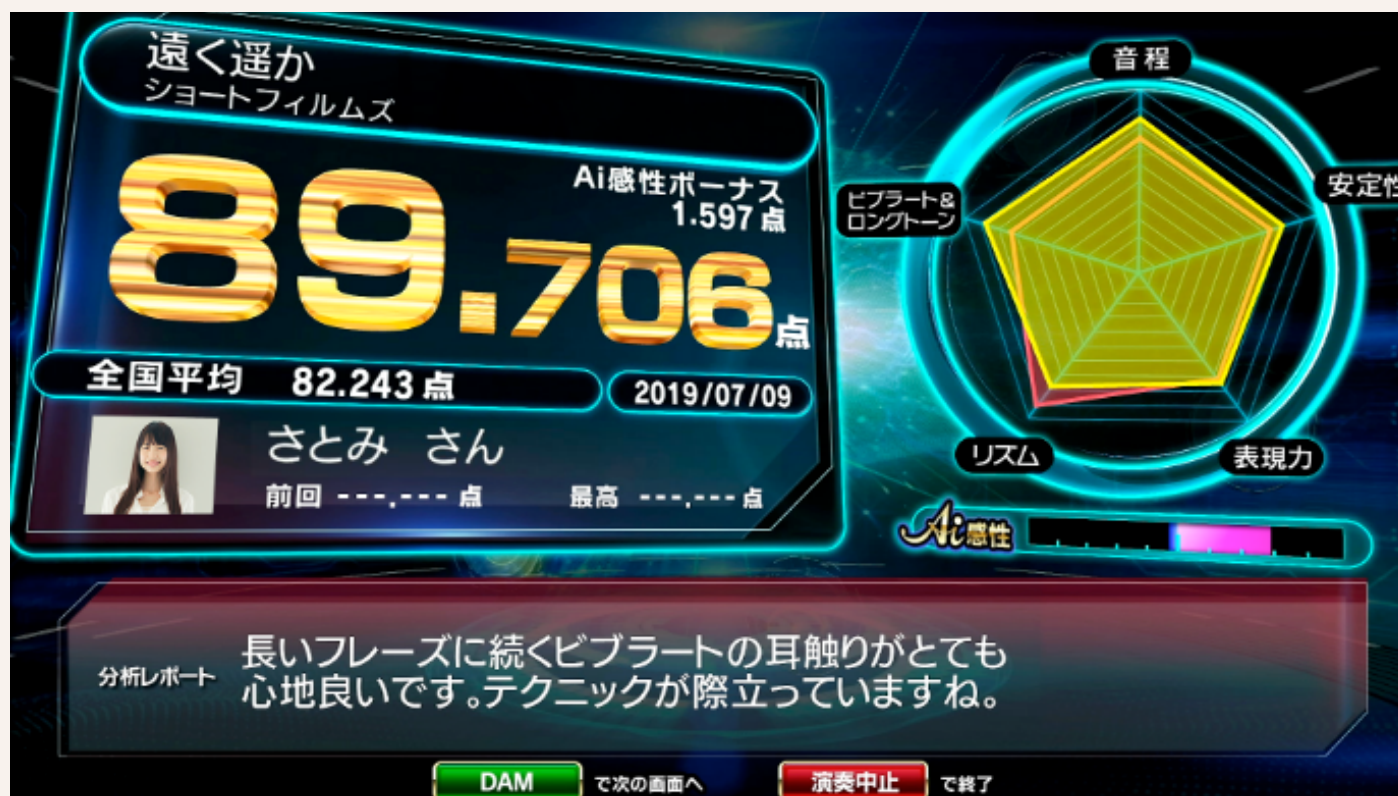 遠く遥か
ショートフィルムズ
Ai感性ボーナス
1.597点
89.706点
全国平均 82.243点
2019/07/09
さとみ さん
前回 ---.---点 最高 ---.---点
音程
安定性
ビブラート&
ロングトーン
リズム
表現力
Ai感性
分析レポート
長いフレーズに続くビブラートの耳触りがとても
心地良いです。テクニックが際立っていますね。
DAM で次の画面へ 演奏中止 で終了